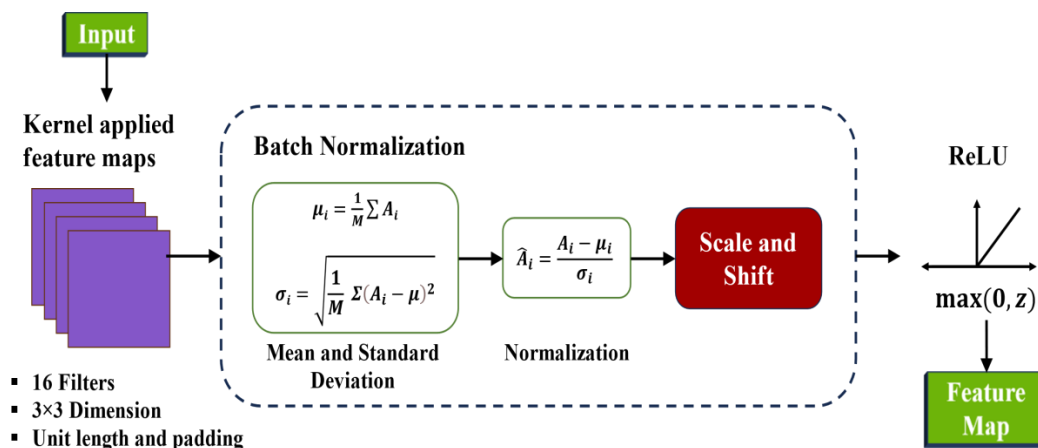 Input
Kernel applied
feature maps
▪ 16 Filters
▪ 3×3 Dimension
▪ Unit length and padding
Batch Normalization
μᵢ = 1/M ∑ Aᵢ
σᵢ = √(1/M Σ(Aᵢ − μ)²)
Mean and Standard
Deviation
Âᵢ = (Aᵢ − μᵢ)/σᵢ
Normalization
Scale and
Shift
ReLU
max(0, z)
Feature
Map